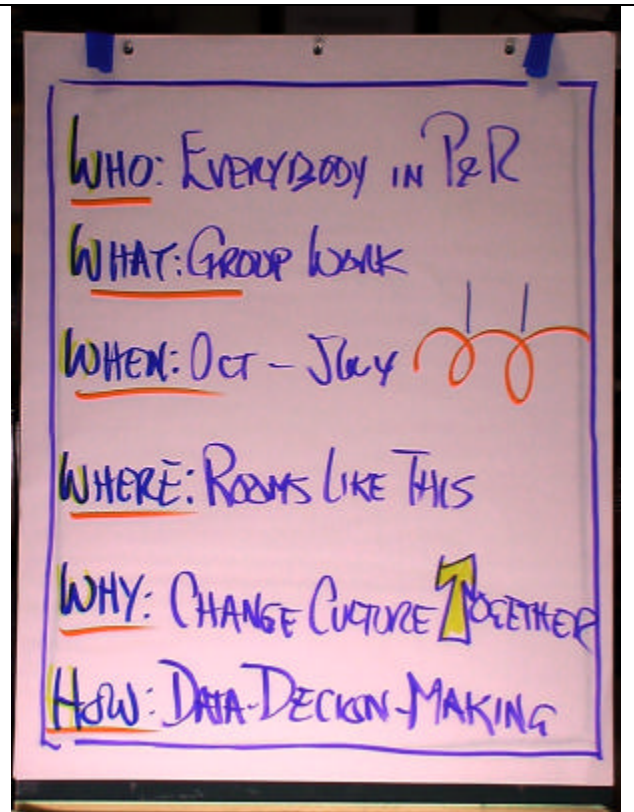 WHO: EVERYBODY IN P&R
WHAT: GROUP WORK
WHEN: OCT - JULY
WHERE: ROOMS LIKE THIS
WHY: CHANGE CULTURE TOGETHER
HOW: DATA-DECISON-MAKING